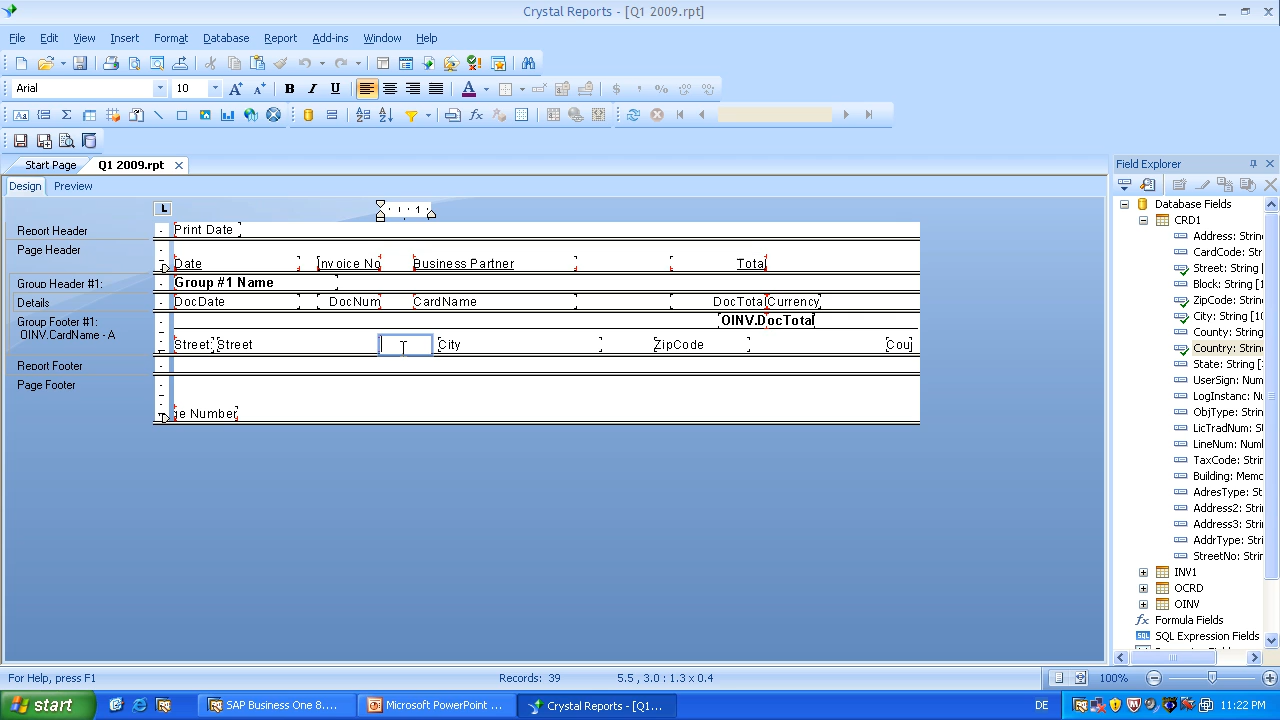 Crystal Reports - [Q1 2009.rpt]
File Edit View Insert Format Database Report Add-ins Window Help
Arial 10 B I U A $ , %
Start Page Q1 2009.rpt
Design Preview
Report Header Print Date
Page Header
Date Invoice No Business Partner Total
Group Header #1: Group #1 Name
Details DocDate DocNum CardName DocTotal Currency
Group Footer #1: OINV.DocTotal
OINV.CardName - A
Street Street City ZipCode Cou
Report Footer
Page Footer
ge Number
Field Explorer
Database Fields
CRD1
Address: Strin
CardCode: Str
Street: String [
Block: String [1
ZipCode: Strin
City: String [10
County: String
Country: Strin
State: String [
UserSign: Num
LogInstanc: Nu
ObjType: Strin
LicTradNum: St
LineNum: Numb
TaxCode: Strin
Building: Memo
AdresType: Str
Address2: Strin
Address3: Strin
AddrType: Strin
StreetNo: Strin
INV1
OCRD
OINV
Formula Fields
SQL Expression Fields
For Help, press F1 Records: 39 5.5 , 3.0 : 1.3 x 0.4 100%
start SAP Business One 8.... Microsoft PowerPoint ... Crystal Reports - [Q1... DE 11:22 PM